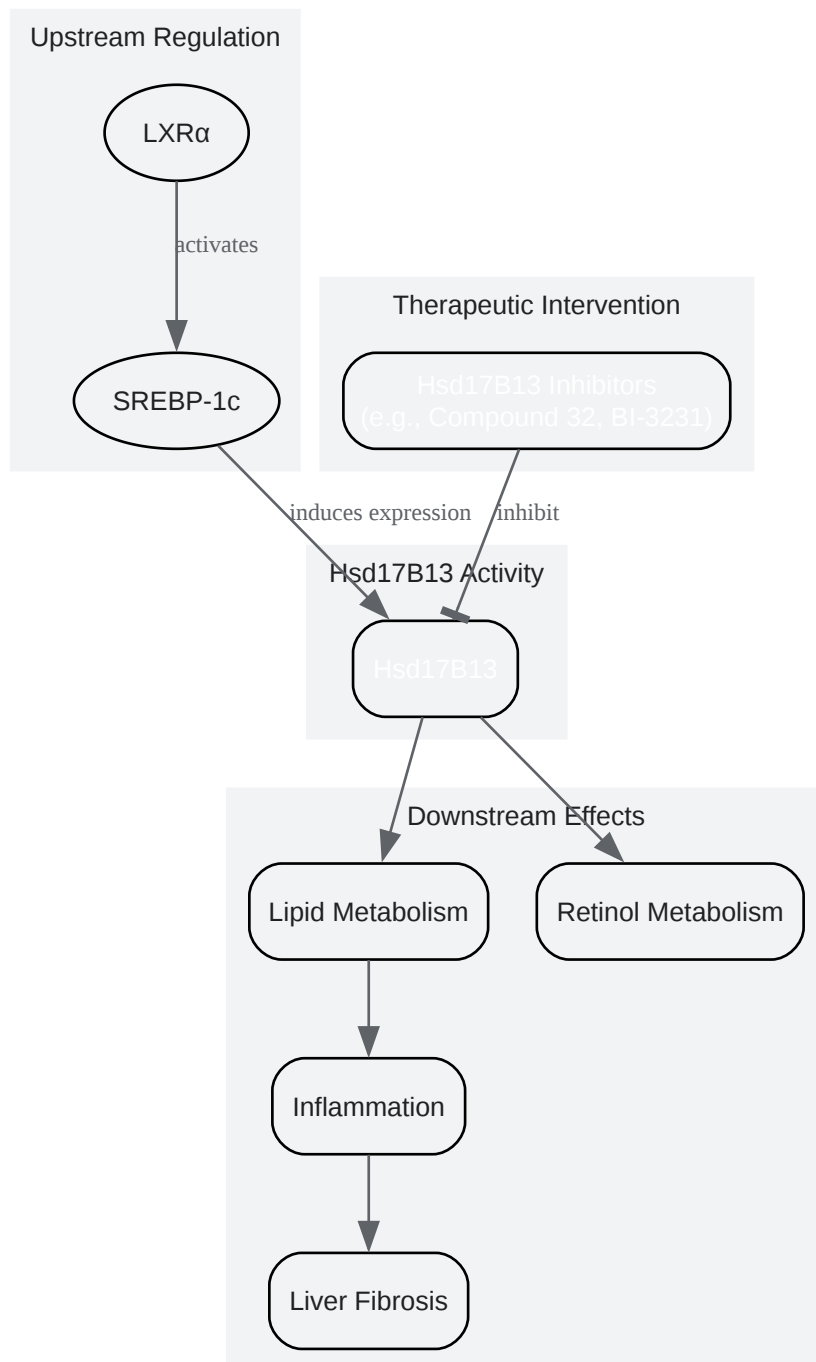 Upstream Regulation
LXRα
activates
Therapeutic Intervention
SREBP-1c
Hsd17B13 Inhibitors
(e.g., Compound 32, BI-3231)
induces expression
inhibit
Hsd17B13 Activity
Hsd17B13
Downstream Effects
Lipid Metabolism
Retinol Metabolism
Inflammation
Liver Fibrosis